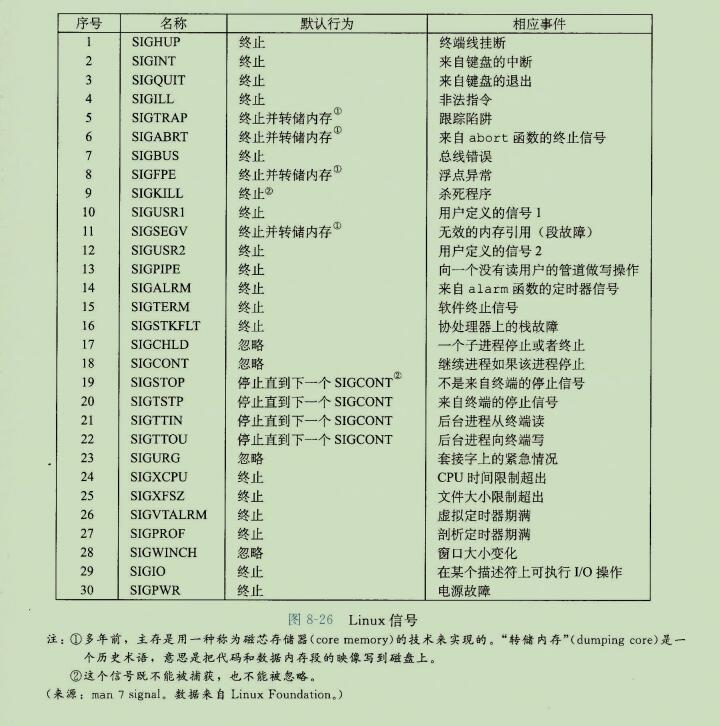 序号 名称 默认行为 相应事件
1 SIGHUP 终止 终端线挂断
2 SIGINT 终止 来自键盘的中断
3 SIGQUIT 终止 来自键盘的退出
4 SIGILL 终止 非法指令
5 SIGTRAP 终止并转储内存① 跟踪陷阱
6 SIGABRT 终止并转储内存① 来自 abort 函数的终止信号
7 SIGBUS 终止 总线错误
8 SIGFPE 终止并转储内存① 浮点异常
9 SIGKILL 终止② 杀死程序
10 SIGUSR1 终止 用户定义的信号 1
11 SIGSEGV 终止并转储内存① 无效的内存引用（段故障）
12 SIGUSR2 终止 用户定义的信号 2
13 SIGPIPE 终止 向一个没有读用户的管道做写操作
14 SIGALRM 终止 来自 alarm 函数的定时器信号
15 SIGTERM 终止 软件终止信号
16 SIGSTKFLT 终止 协处理器上的栈故障
17 SIGCHLD 忽略 一个子进程停止或者终止
18 SIGCONT 忽略 继续进程如果该进程停止
19 SIGSTOP 停止直到下一个 SIGCONT② 不是来自终端的停止信号
20 SIGTSTP 停止直到下一个 SIGCONT 来自终端的停止信号
21 SIGTTIN 停止直到下一个 SIGCONT 后台进程从终端读
22 SIGTTOU 停止直到下一个 SIGCONT 后台进程向终端写
23 SIGURG 忽略 套接字上的紧急情况
24 SIGXCPU 终止 CPU 时间限制超出
25 SIGXFSZ 终止 文件大小限制超出
26 SIGVTALRM 终止 虚拟定时器期满
27 SIGPROF 终止 剖析定时器期满
28 SIGWINCH 忽略 窗口大小变化
29 SIGIO 终止 在某个描述符上可执行 I/O 操作
30 SIGPWR 终止 电源故障
图 8-26 Linux 信号
注：①多年前，主存是用一种称为磁芯存储器(core memory)的技术来实现的。“转储内存”(dumping core)是一
个历史术语，意思是把代码和数据内存段的映像写到磁盘上。
②这个信号既不能被捕获，也不能被忽略。
(来源：man 7 signal。数据来自 Linux Foundation。)